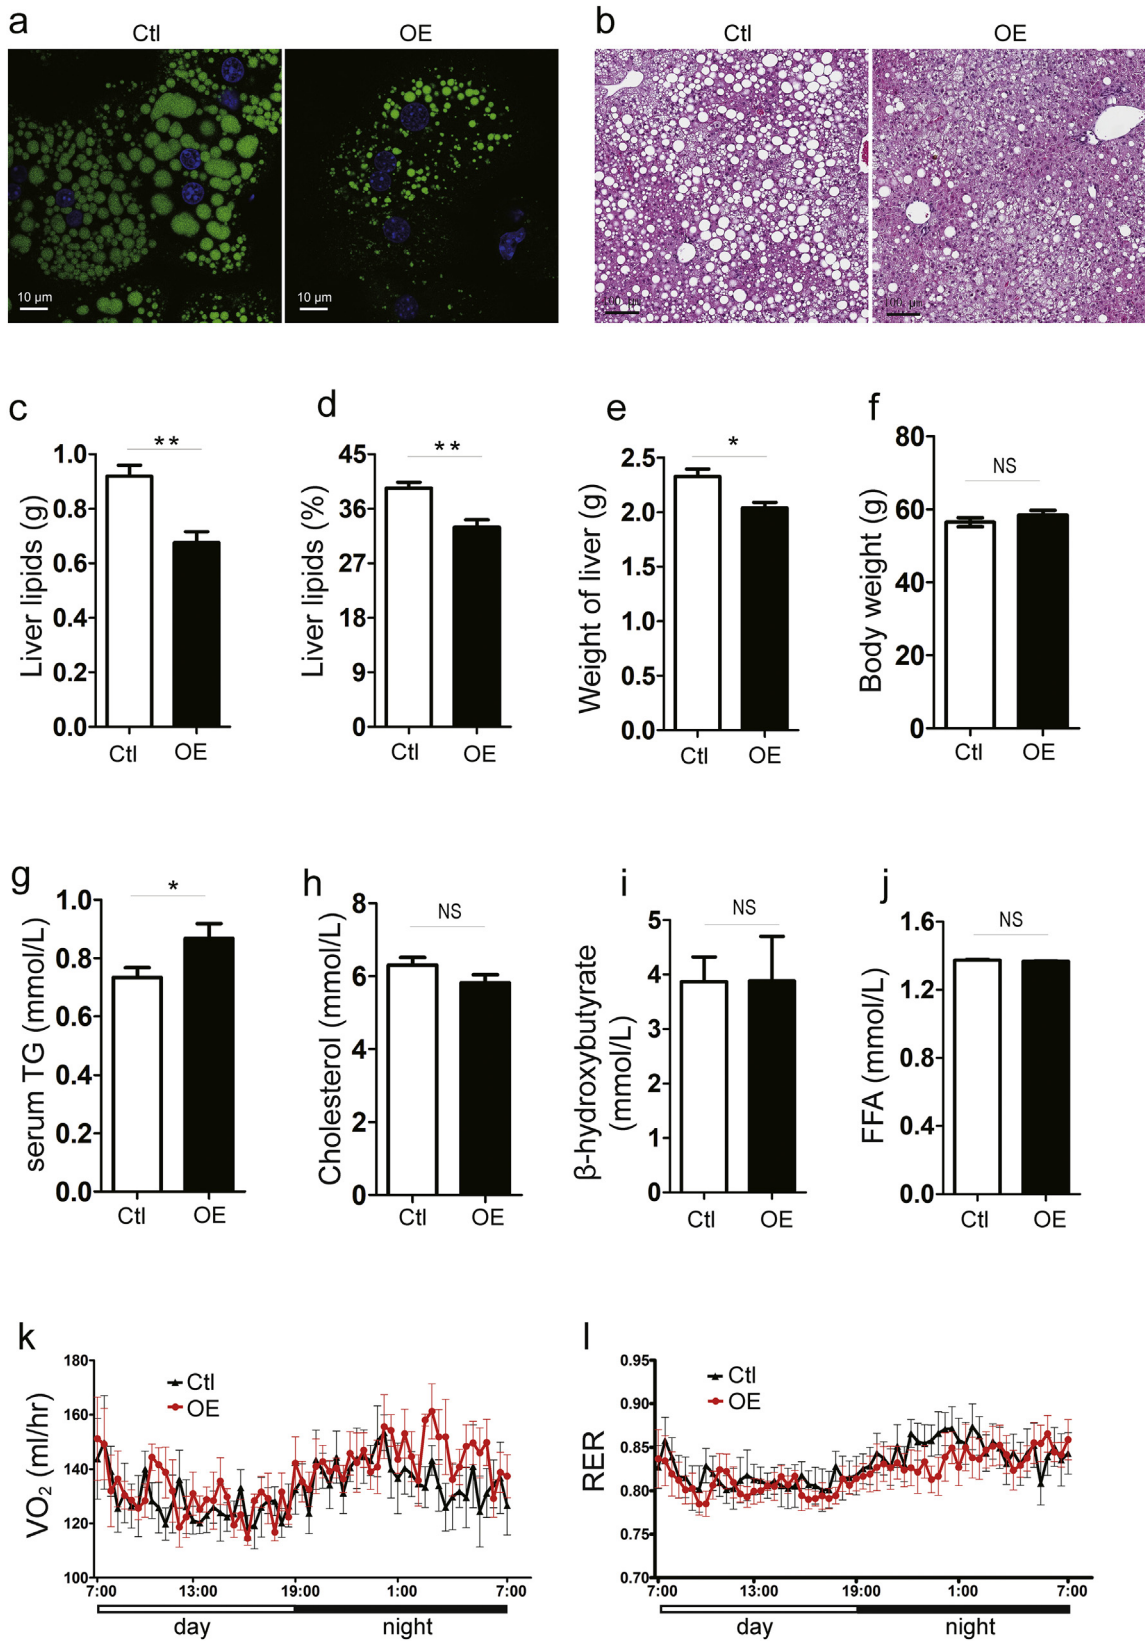 a
b
Ctl
OE
Ctl
OE
10 µm
10 µm
100 µm
100 µm
c
d
e
f
**
**
*
NS
Liver lipids (g)
1.0
0.8
0.6
0.4
0.2
0.0
Ctl
OE
Liver lipids (%)
45
36
27
18
9
0
Ctl
OE
Weight of liver (g)
2.5
2.0
1.5
1.0
0.5
0.0
Ctl
OE
Body weight (g)
80
60
40
20
0
Ctl
OE
g
h
i
j
*
NS
NS
NS
serum TG (mmol/L)
1.0
0.8
0.6
0.4
0.2
0.0
Ctl
OE
Cholesterol (mmol/L)
8
6
4
2
0
Ctl
OE
β-hydroxybutyrate
(mmol/L)
5
4
3
2
1
0
Ctl
OE
FFA (mmol/L)
1.6
1.2
0.8
0.4
0.0
Ctl
OE
k
VO2 (ml/hr)
180
160
140
120
100
Ctl
OE
7:00
13:00
19:00
1:00
7:00
day
night
l
RER
0.95
0.90
0.85
0.80
0.75
0.70
Ctl
OE
7:00
13:00
19:00
1:00
7:00
day
night